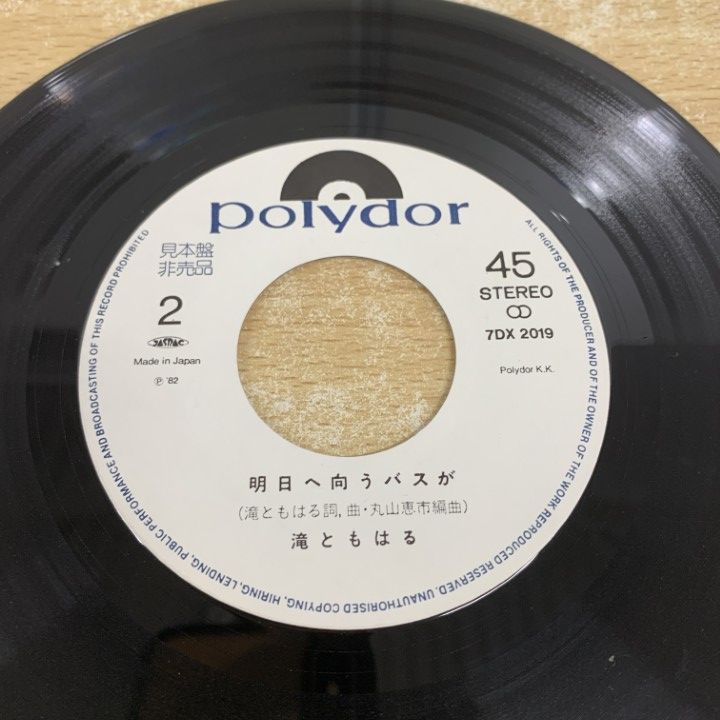 polydor
見本盤
非売品
2
JASRAC
Made in Japan
Ⓟ '82
45
STEREO
7DX 2019
Polydor K.K.
明日へ向うバスが
(滝ともはる詞,曲・丸山恵市編曲)
滝ともはる
ALL RIGHTS OF THE PRODUCER AND OF THE OWNER OF THE WORK REPRODUCED RESERVED. UNAUTHORISED COPYING, HIRING, LENDING, PUBLIC PERFORMANCE AND BROADCASTING OF THIS RECORD PROHIBITED